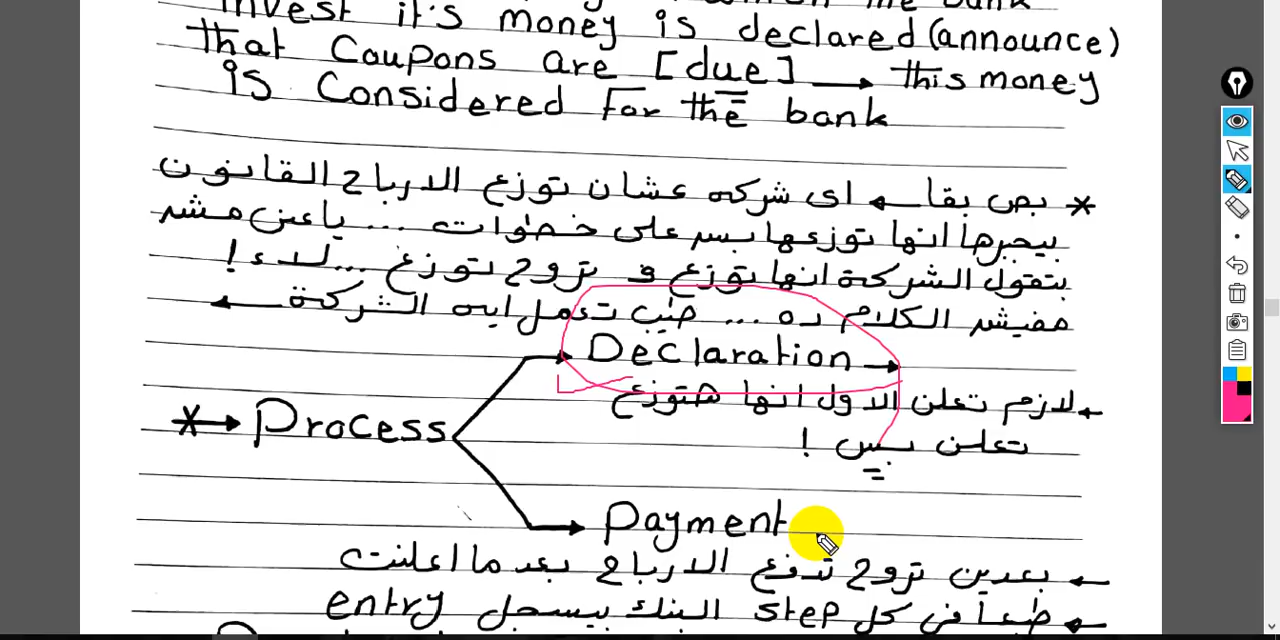 invest it's money is declared (announce)
that Coupons are [due] → this money
is Considered for the bank
* بص بقا ← اى شركه عشان توزع الارباح القانون
بيجبرها انها توزعها بس على خطوات ... ياعنى مش
بتقول الشركة انها توزع و تروح توزع ... لاء !
مفيش الكلام ده ... طب تعمل ايه الشركة ←
Declaration →
← لازم تعلن الاول انها هتوزع
* → Process
تعلن بس !
→ Payment
← بعدين تروح تدفع الارباح بعد ما اعلنت
← طبعاً فى كل step البنك بيسجل entry